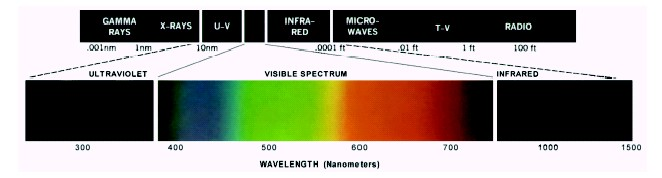 GAMMA RAYS X-RAYS U-V INFRA-RED MICRO-WAVES T-V RADIO
.001nm 1nm 10nm .0001 ft .01 ft 1 ft 100 ft
ULTRAVIOLET VISIBLE SPECTRUM INFRARED
300 400 500 600 700 1000 1500
WAVELENGTH (Nanometers)